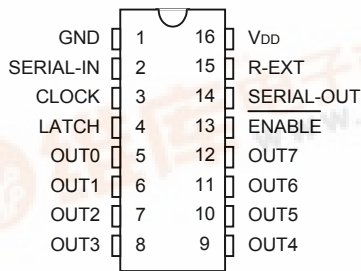 GND 1 16 VDD
SERIAL-IN 2 15 R-EXT
CLOCK 3 14 SERIAL-OUT
LATCH 4 13 ENABLE
OUT0 5 12 OUT7
OUT1 6 11 OUT6
OUT2 7 10 OUT5
OUT3 8 9 OUT4